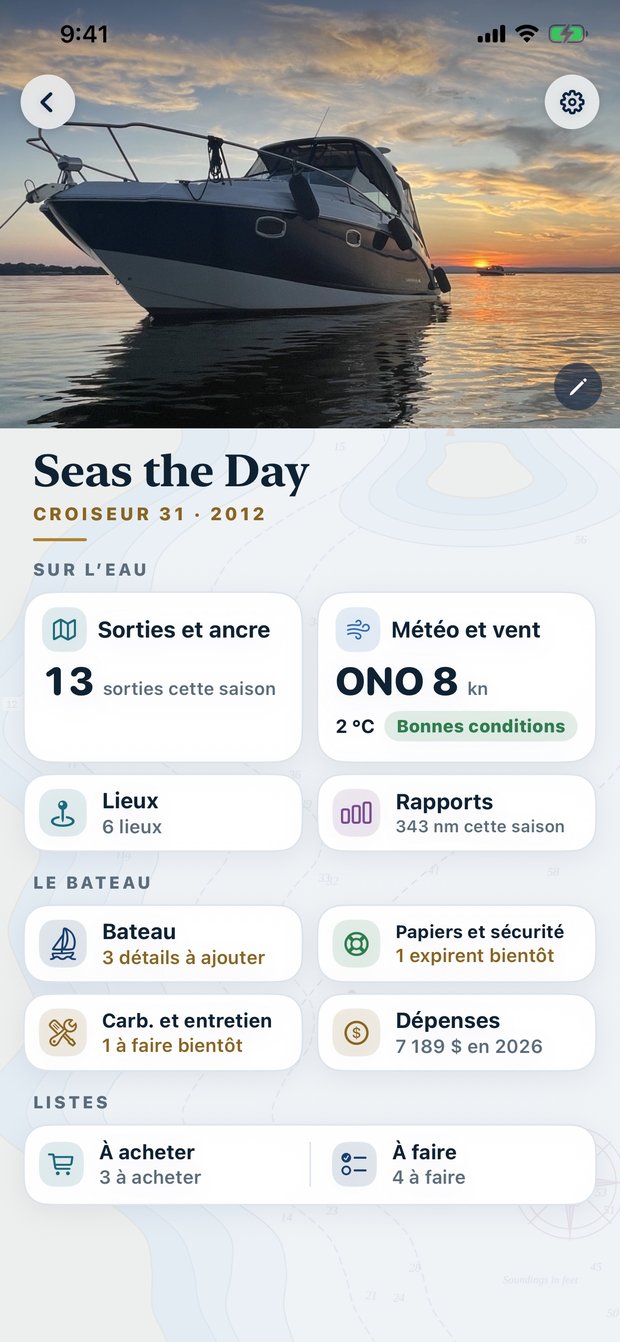 9:41
Seas the Day
CROISEUR 31 · 2012
SUR L’EAU
Sorties et ancre
13 sorties cette saison
Météo et vent
ONO 8 kn
2 °C Bonnes conditions
Lieux
6 lieux
Rapports
343 nm cette saison
LE BATEAU
Bateau
3 détails à ajouter
Papiers et sécurité
1 expirent bientôt
Carb. et entretien
1 à faire bientôt
Dépenses
7 189 $ en 2026
LISTES
À acheter
3 à acheter
À faire
4 à faire
Soundings in feet